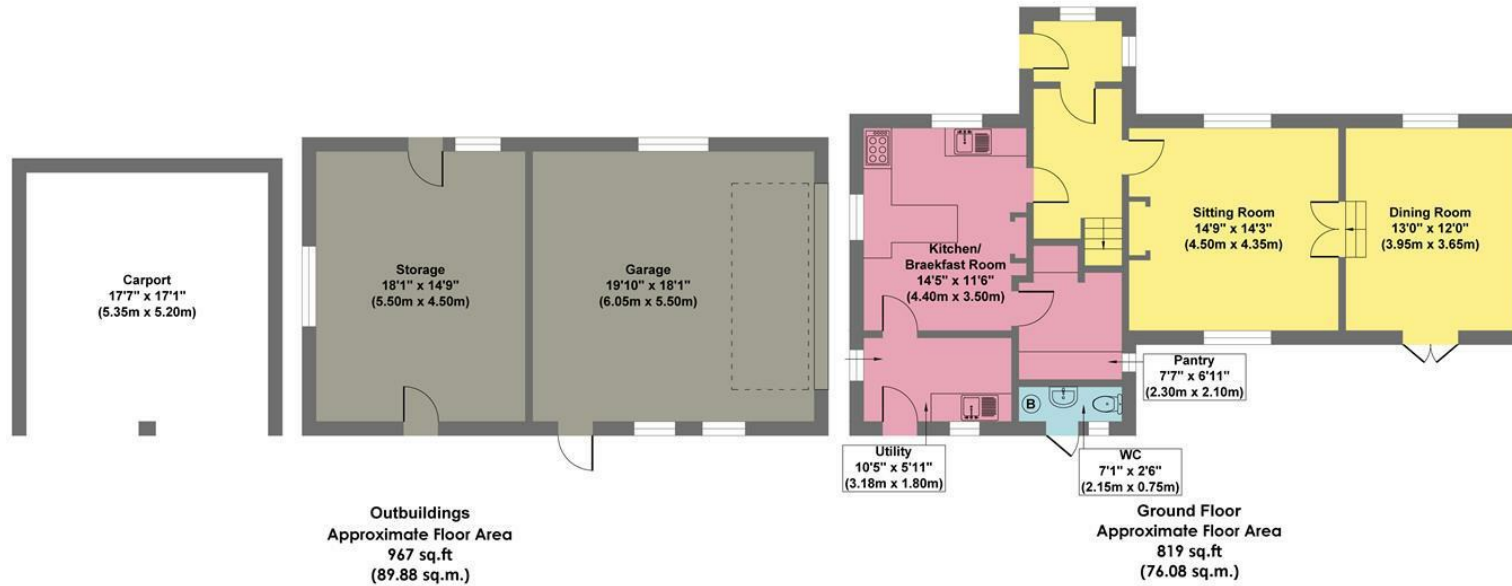 Carport
17'7" x 17'1"
(5.35m x 5.20m)
Storage
18'1" x 14'9"
(5.50m x 4.50m)
Garage
19'10" x 18'1"
(6.05m x 5.50m)
Outbuildings
Approximate Floor Area
967 sq.ft
(89.88 sq.m.)
Kitchen/
Braekfast Room
14'5" x 11'6"
(4.40m x 3.50m)
Sitting Room
14'9" x 14'3"
(4.50m x 4.35m)
Dining Room
13'0" x 12'0"
(3.95m x 3.65m)
Pantry
7'7" x 6'11"
(2.30m x 2.10m)
B
Utility
10'5" x 5'11"
(3.18m x 1.80m)
WC
7'1" x 2'6"
(2.15m x 0.75m)
Ground Floor
Approximate Floor Area
819 sq.ft
(76.08 sq.m.)